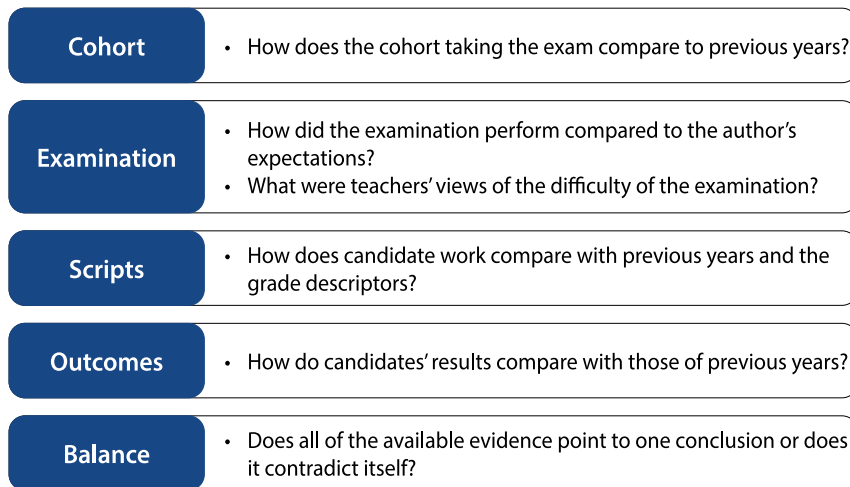 Cohort
• How does the cohort taking the exam compare to previous years?
Examination
• How did the examination perform compared to the author’s
expectations?
• What were teachers’ views of the difficulty of the examination?
Scripts
• How does candidate work compare with previous years and the
grade descriptors?
Outcomes
• How do candidates’ results compare with those of previous years?
Balance
• Does all of the available evidence point to one conclusion or does
it contradict itself?